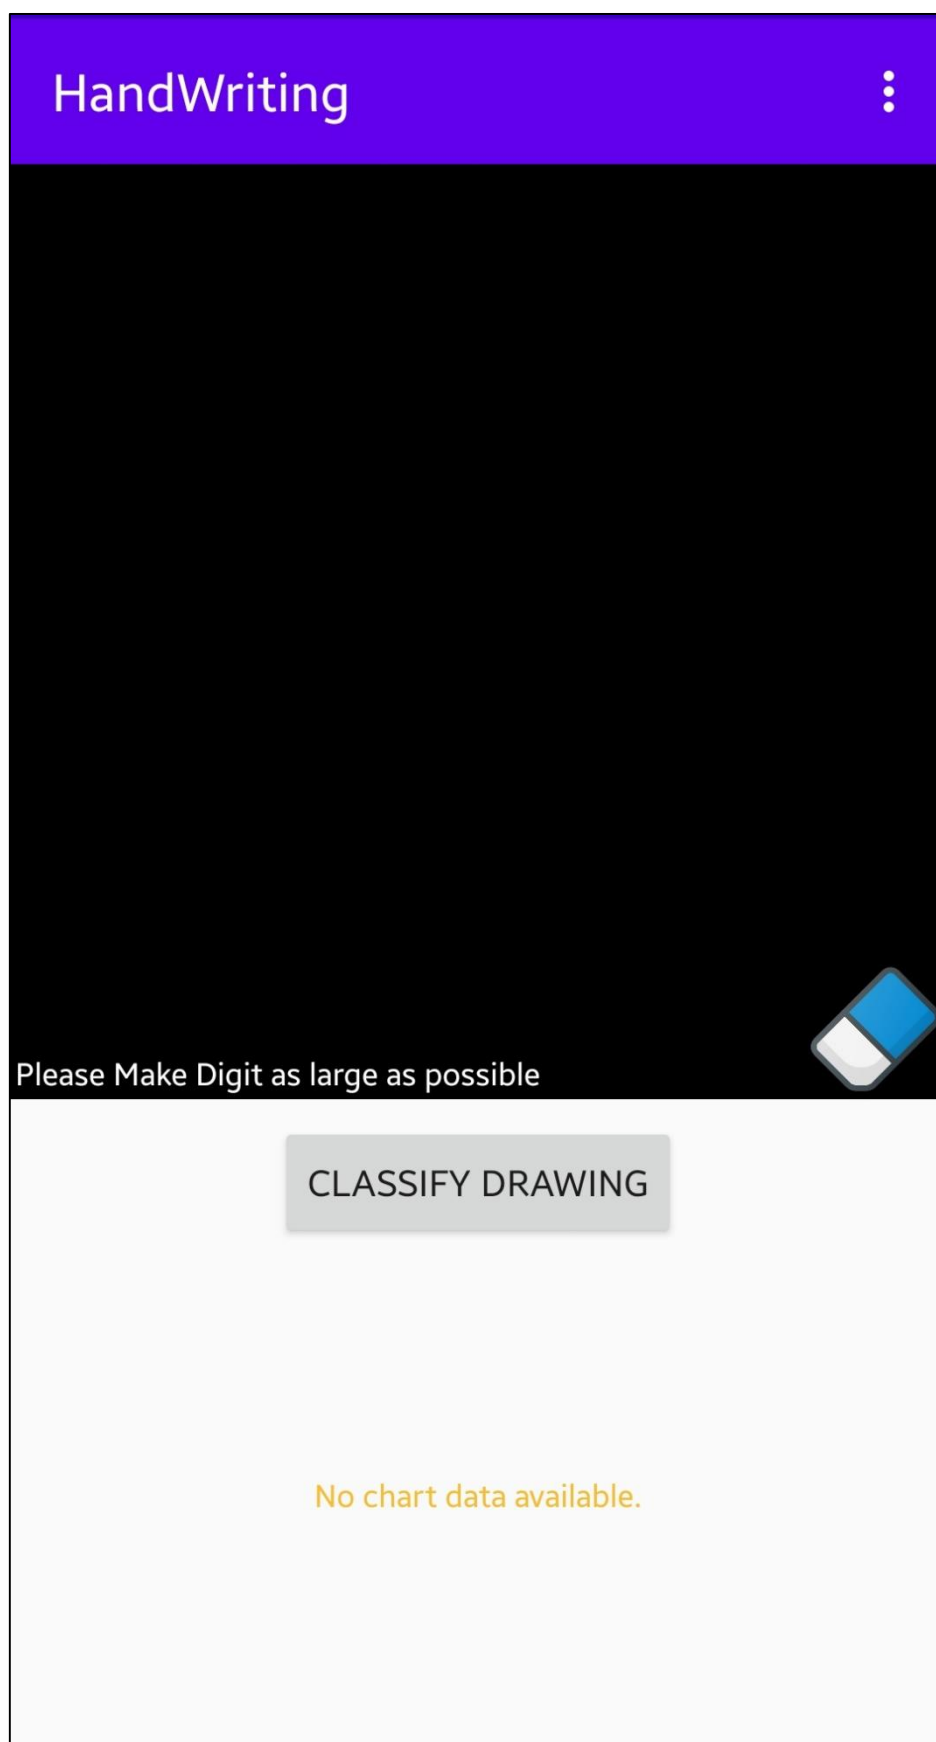 HandWriting
Please Make Digit as large as possible
CLASSIFY DRAWING
No chart data available.